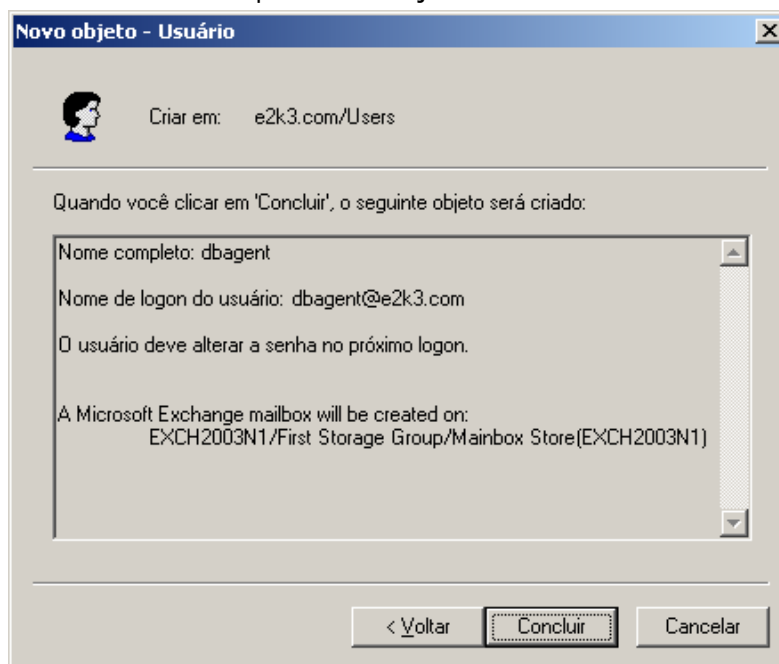 Novo objeto - Usuário
Criar em: e2k3.com/Users
Quando você clicar em 'Concluir', o seguinte objeto será criado:
Nome completo: dbagent
Nome de logon do usuário: dbagent@e2k3.com
O usuário deve alterar a senha no próximo logon.
A Microsoft Exchange mailbox will be created on:
EXCH2003N1/First Storage Group/Mainbox Store(EXCH2003N1)
< Voltar Concluir Cancelar